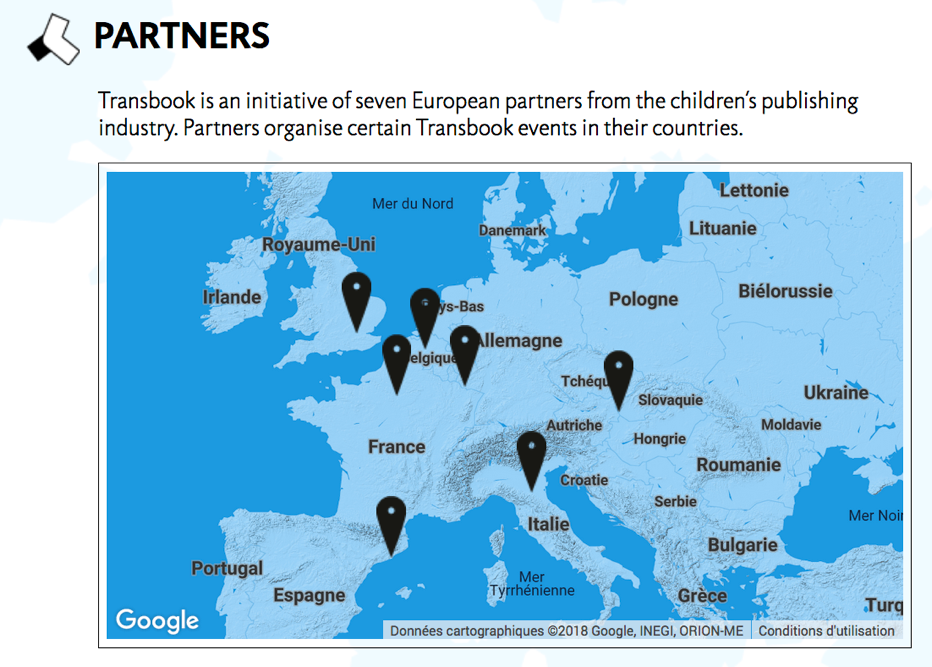 PARTNERS
Transbook is an initiative of seven European partners from the children's publishing
industry. Partners organise certain Transbook events in their countries.
Lettonie
Mer du Nord
Danemark
Lituanie
Royaume-Uni
Biélorussie
Irlande
Pologne
ys-Bas
Allemagne
elgique
Tchéqu
Ukraine
Slovaquie
Autriche
Moldavie
Hongrie
France
Roumanie
Croatie
Serbie
Mer Noir
Italie
Bulgarie
Portugal
Mer
Tyrrhénienne
Espagne
Grèce
Turq
Google
Données cartographiques ©2018 Google, INEGI, ORION-ME
Conditions d'utilisation